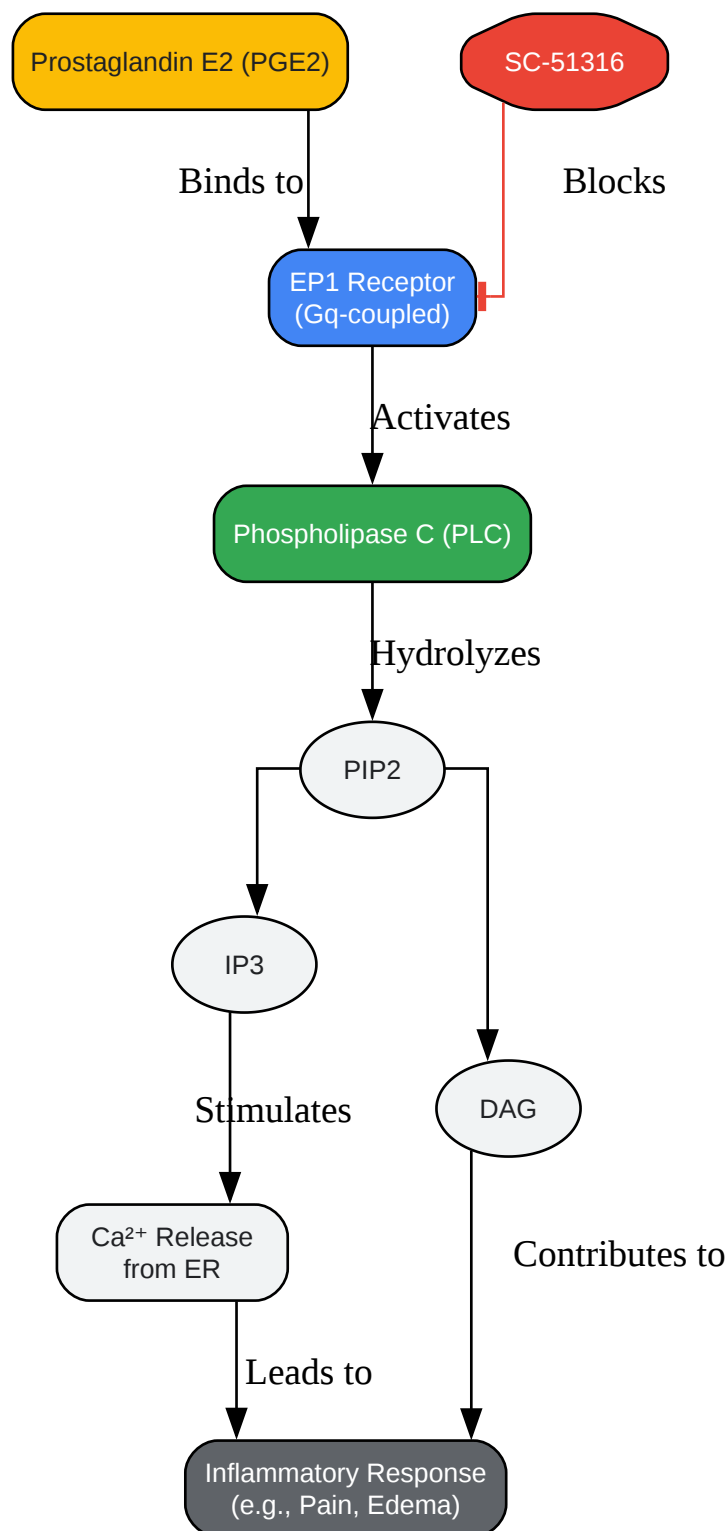 Prostaglandin E2 (PGE2)
SC-51316
Binds to
Blocks
EP1 Receptor
(Gq-coupled)
Activates
Phospholipase C (PLC)
Hydrolyzes
PIP2
IP3
Stimulates
DAG
Ca²⁺ Release
from ER
Contributes to
Leads to
Inflammatory Response
(e.g., Pain, Edema)